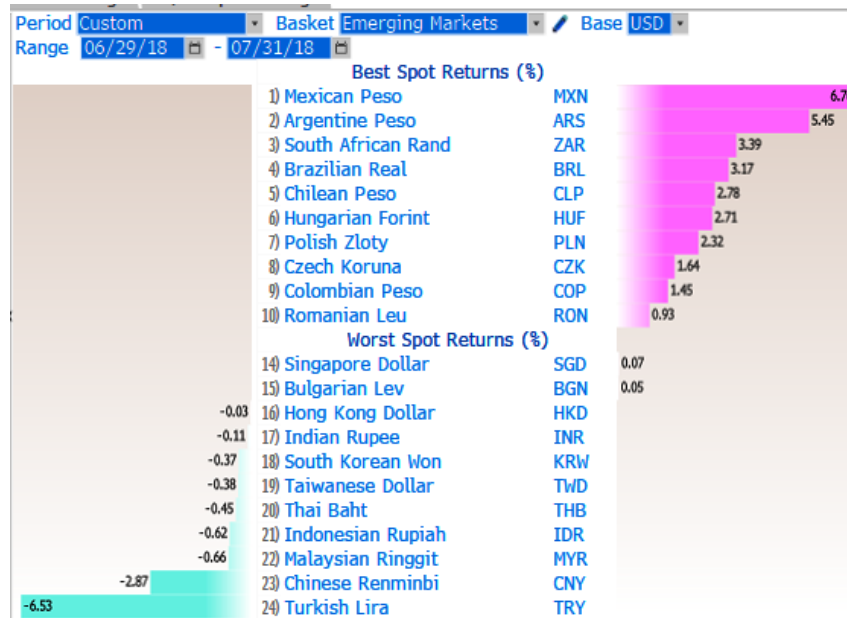 Period Custom Basket Emerging Markets Base USD
Range 06/29/18 - 07/31/18
Best Spot Returns (%)
1) Mexican Peso MXN
2) Argentine Peso ARS 5.45
3) South African Rand ZAR 3.39
4) Brazilian Real BRL 3.17
5) Chilean Peso CLP 2.78
6) Hungarian Forint HUF 2.71
7) Polish Zloty PLN 2.32
8) Czech Koruna CZK 1.64
9) Colombian Peso COP 1.45
10) Romanian Leu RON 0.93
Worst Spot Returns (%)
14) Singapore Dollar SGD 0.07
15) Bulgarian Lev BGN 0.05
-0.03 16) Hong Kong Dollar HKD
-0.11 17) Indian Rupee INR
-0.37 18) South Korean Won KRW
-0.38 19) Taiwanese Dollar TWD
-0.45 20) Thai Baht THB
-0.62 21) Indonesian Rupiah IDR
-0.66 22) Malaysian Ringgit MYR
-2.87 23) Chinese Renminbi CNY
-6.53 24) Turkish Lira TRY